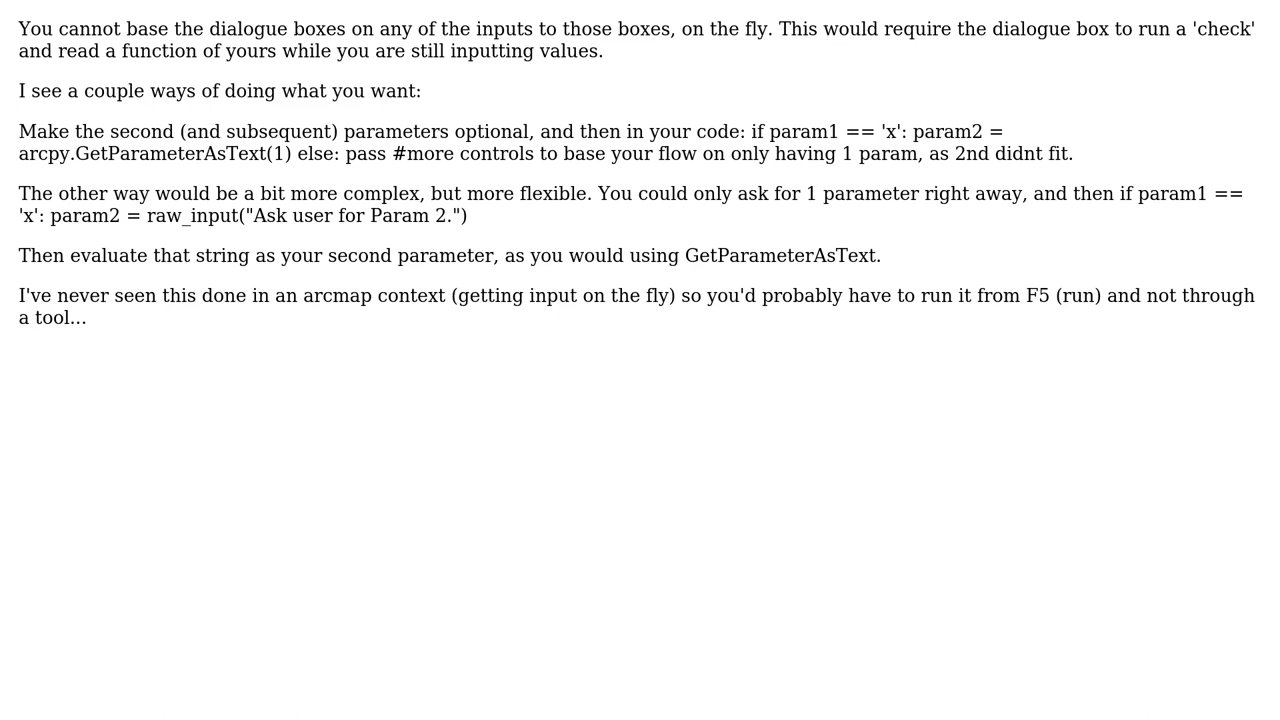 You cannot base the dialogue boxes on any of the inputs to those boxes, on the fly. This would require the dialogue box to run a 'check'
and read a function of yours while you are still inputting values.
I see a couple ways of doing what you want:
Make the second (and subsequent) parameters optional, and then in your code: if param1 == 'x': param2 =
arcpy.GetParameterAsText(1) else: pass #more controls to base your flow on only having 1 param, as 2nd didnt fit.
The other way would be a bit more complex, but more flexible. You could only ask for 1 parameter right away, and then if param1 ==
'x': param2 = raw_input("Ask user for Param 2.")
Then evaluate that string as your second parameter, as you would using GetParameterAsText.
I've never seen this done in an arcmap context (getting input on the fly) so you'd probably have to run it from F5 (run) and not through
a tool...